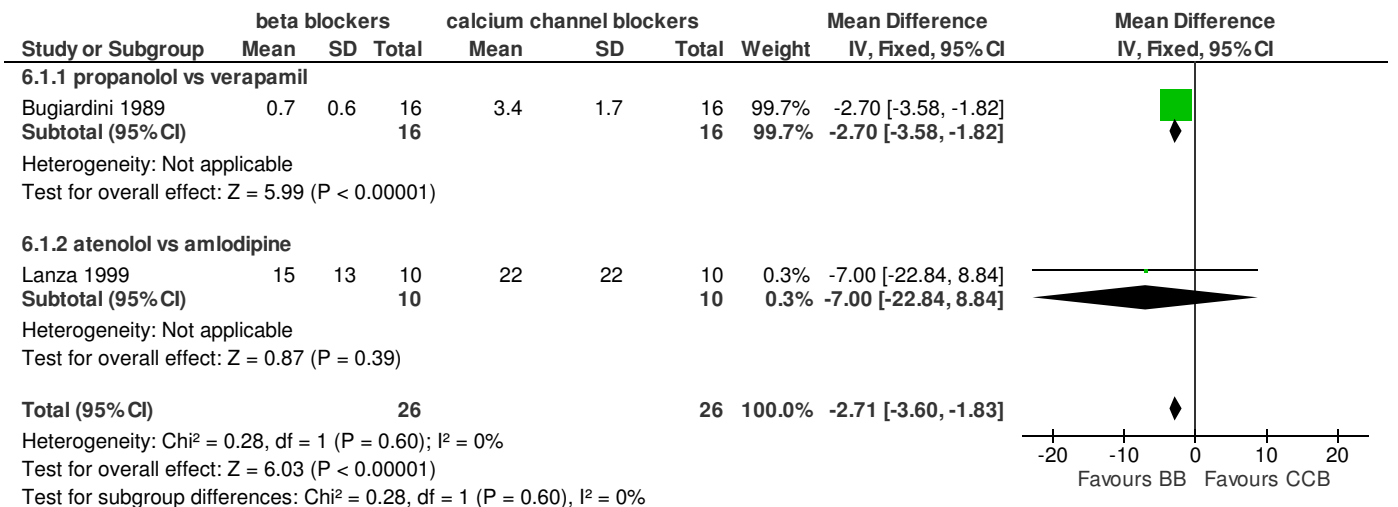 beta blockers calcium channel blockers Mean Difference Mean Difference
Study or Subgroup Mean SD Total Mean SD Total Weight IV, Fixed, 95% CI IV, Fixed, 95% CI
6.1.1 propanolol vs verapamil
Bugiardini 1989 0.7 0.6 16 3.4 1.7 16 99.7% -2.70 [-3.58, -1.82]
Subtotal (95% CI) 16 16 99.7% -2.70 [-3.58, -1.82]
Heterogeneity: Not applicable
Test for overall effect: Z = 5.99 (P < 0.00001)
6.1.2 atenolol vs amlodipine
Lanza 1999 15 13 10 22 22 10 0.3% -7.00 [-22.84, 8.84]
Subtotal (95% CI) 10 10 0.3% -7.00 [-22.84, 8.84]
Heterogeneity: Not applicable
Test for overall effect: Z = 0.87 (P = 0.39)
Total (95% CI) 26 26 100.0% -2.71 [-3.60, -1.83]
Heterogeneity: Chi² = 0.28, df = 1 (P = 0.60); I² = 0%
Test for overall effect: Z = 6.03 (P < 0.00001)
Test for subgroup differences: Chi² = 0.28, df = 1 (P = 0.60), I² = 0%
-20 -10 0 10 20
Favours BB Favours CCB